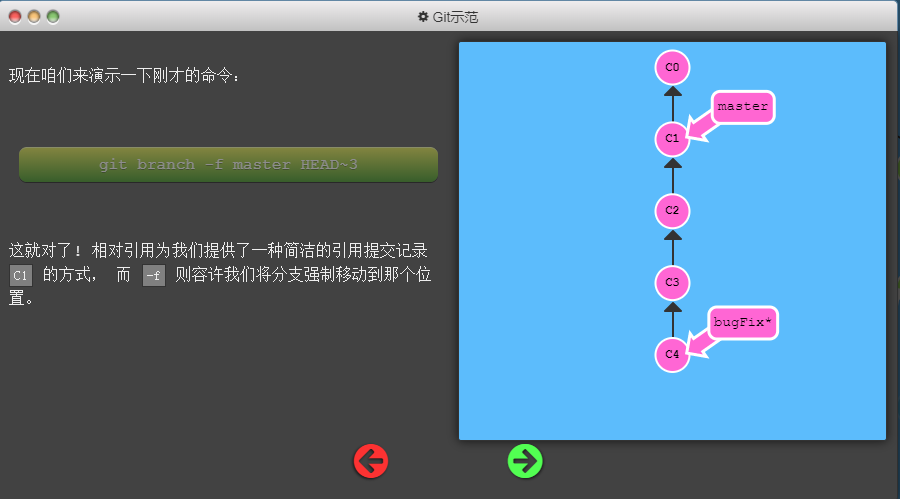 Git示范
现在咱们来演示一下刚才的命令：
git branch -f master HEAD~3
这就对了！相对引用为我们提供了一种简洁的引用提交记录
C1 的方式， 而 -f 则容许我们将分支强制移动到那个位
置。
C0
master
C1
C2
C3
bugFix*
C4